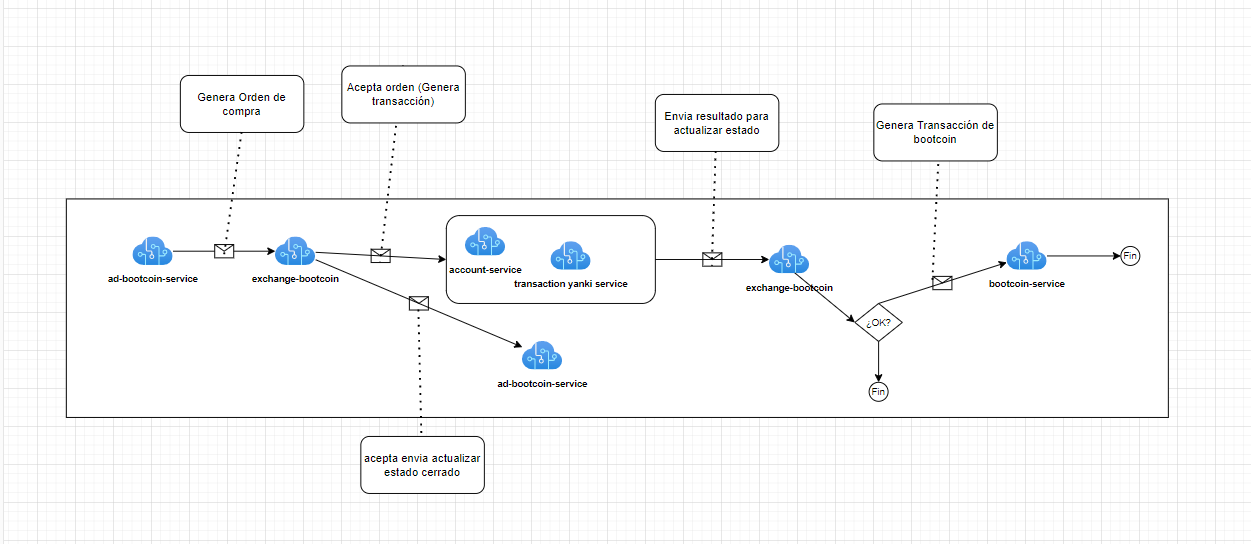 Genera Orden de
compra
Acepta orden (Genera
transacción)
Envia resultado para
actualizar estado
Genera Transacción de
bootcoin
ad-bootcoin-service
exchange-bootcoin
account-service
transaction yanki service
exchange-bootcoin
bootcoin-service
Fin
¿OK?
Fin
ad-bootcoin-service
acepta envia actualizar
estado cerrado